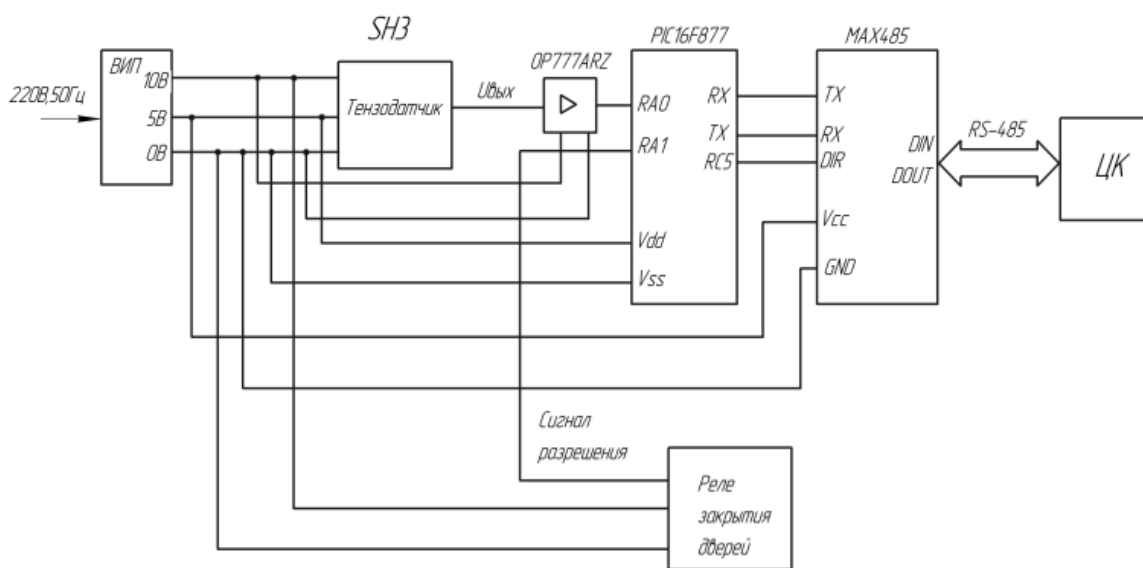 SH3
PIC16F877
MAX485
OP777ARZ
ВИП
10В
5В
0В
220В,50Гц
Тензодатчик
Uвых
RA0
RA1
RX
TX
RC5
Vdd
Vss
TX
RX
DIR
DIN
DOUT
Vcc
GND
RS-485
ЦК
Сигнал
разрешения
Реле
закрытия
дверей